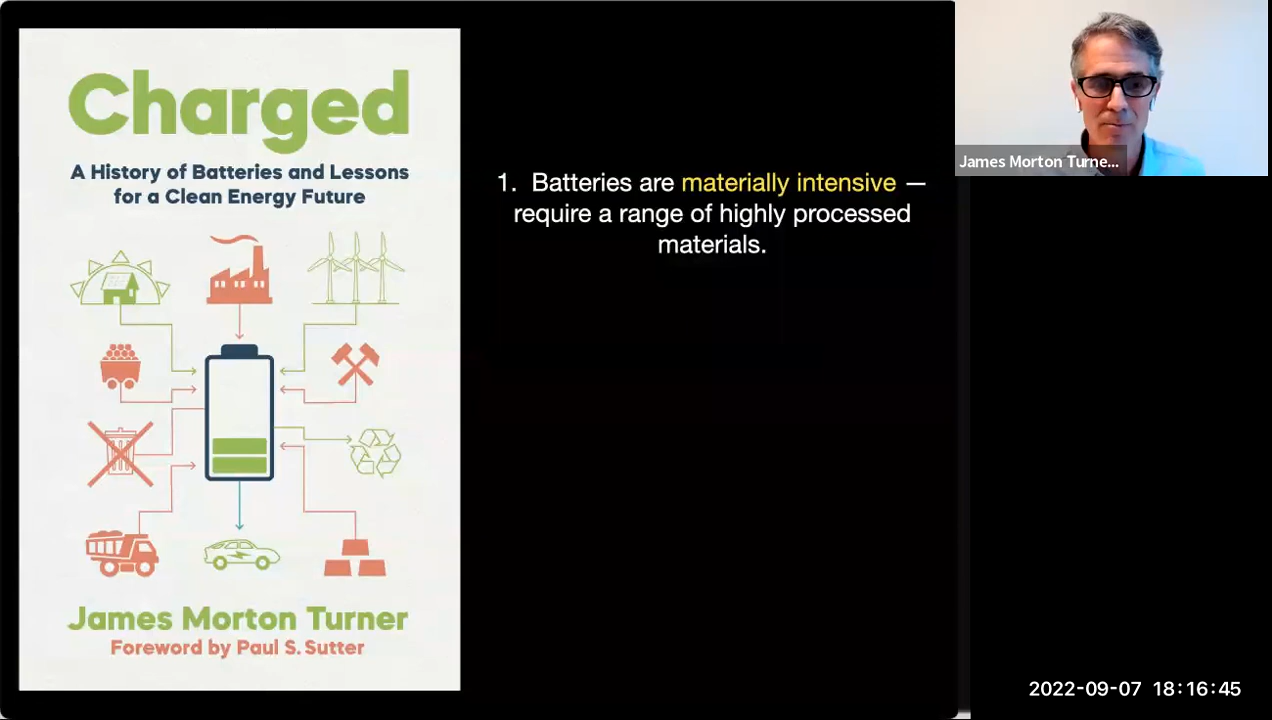 Charged
A History of Batteries and Lessons
for a Clean Energy Future
James Morton Turner
Foreword by Paul S. Sutter
1. Batteries are materially intensive —
require a range of highly processed
materials.
James Morton Turne...
2022-09-07 18:16:45